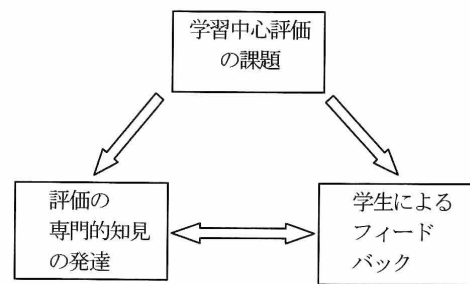 学習中心評価
の課題
評価の
専門的知見
の発達
学生による
フィード
バック